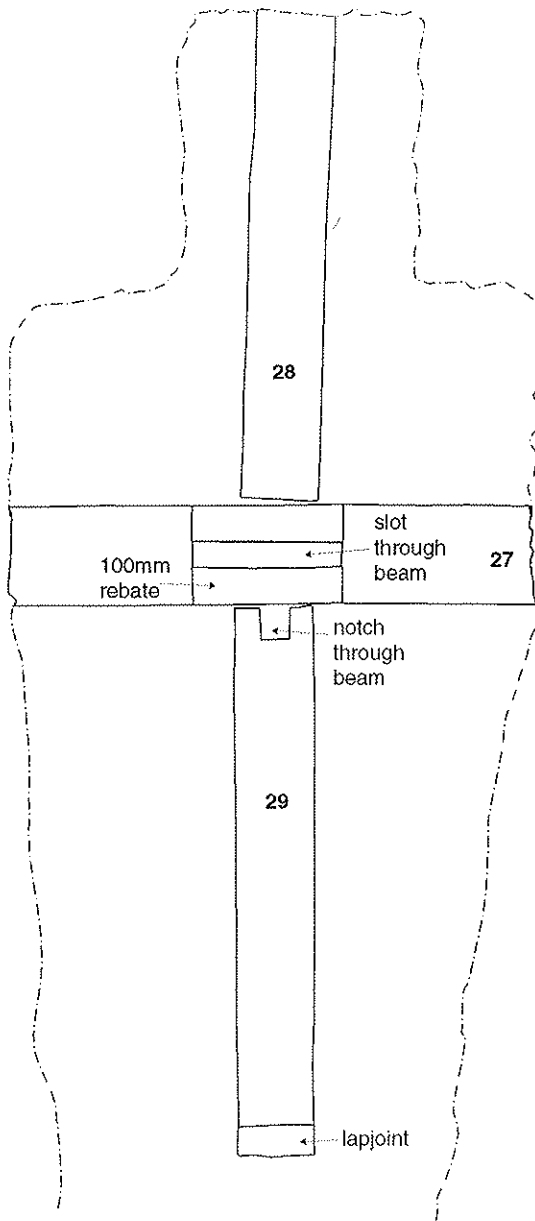 28
slot
through
beam
27
100mm
rebate
notch
through
beam
29
lapjoint